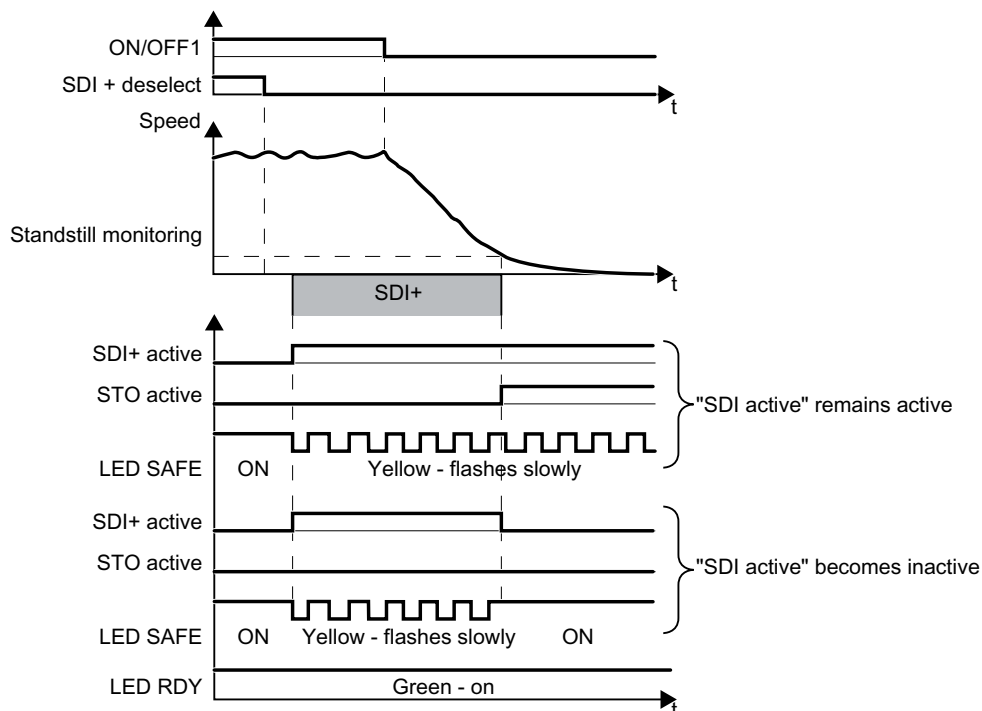 ON/OFF1
SDI + deselect
t
Speed
Standstill monitoring
t
SDI+
SDI+ active
STO active
"SDI active" remains active
LED SAFE
ON
Yellow - flashes slowly
SDI+ active
STO active
"SDI active" becomes inactive
LED SAFE
ON
Yellow - flashes slowly
ON
LED RDY
Green - on
t